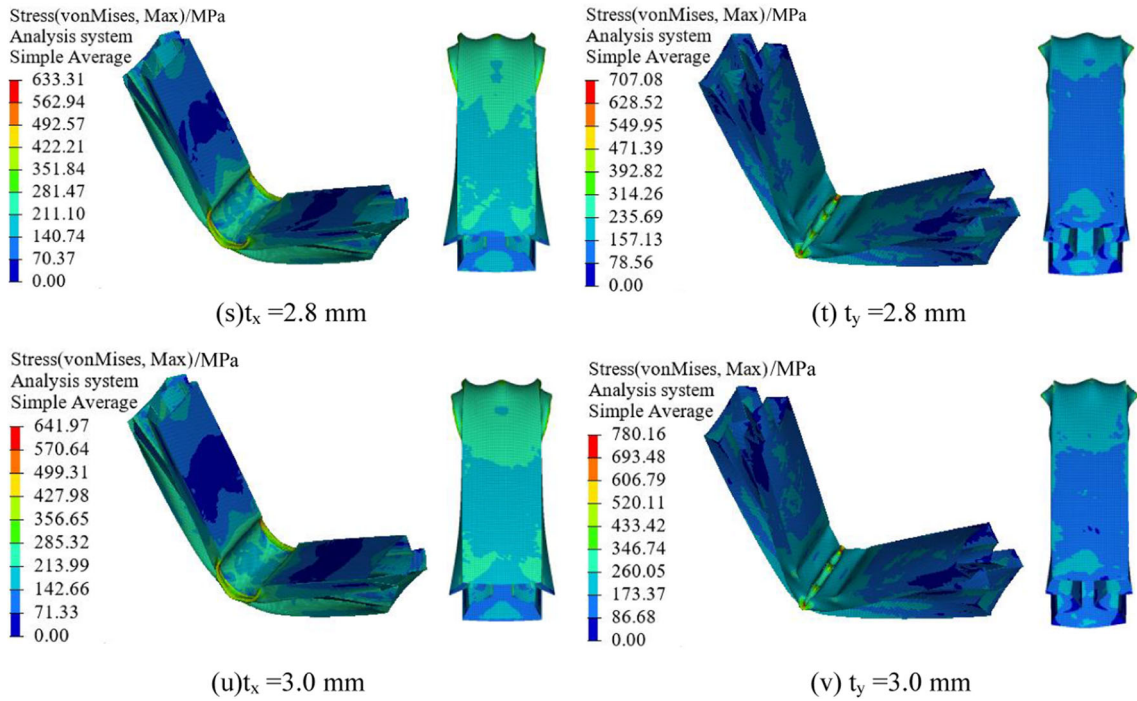 Stress(vonMises, Max)/MPa
Analysis system
Simple Average
633.31
562.94
492.57
422.21
351.84
281.47
211.10
140.74
70.37
0.00
(s)tx =2.8 mm
Stress(vonMises, Max)/MPa
Analysis system
Simple Average
707.08
628.52
549.95
471.39
392.82
314.26
235.69
157.13
78.56
0.00
(t) ty =2.8 mm
Stress(vonMises, Max)/MPa
Analysis system
Simple Average
641.97
570.64
499.31
427.98
356.65
285.32
213.99
142.66
71.33
0.00
(u)tx =3.0 mm
Stress(vonMises, Max)/MPa
Analysis system
Simple Average
780.16
693.48
606.79
520.11
433.42
346.74
260.05
173.37
86.68
0.00
(v) ty =3.0 mm